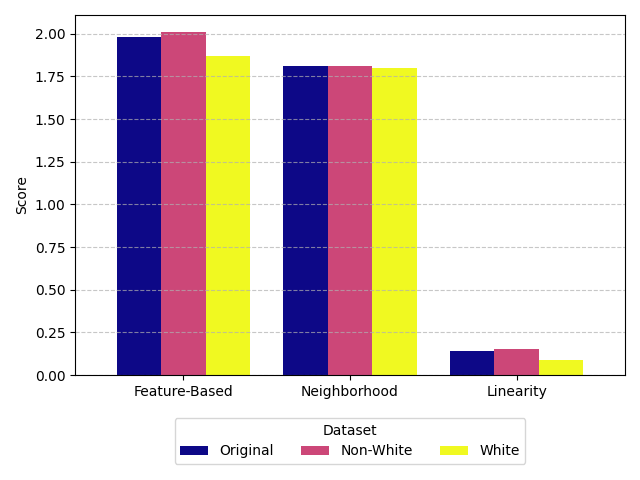 2.00
1.75
1.50
1.25
1.00
0.75
0.50
0.25
0.00
Score
Feature-Based Neighborhood Linearity
Dataset
Original Non-White White